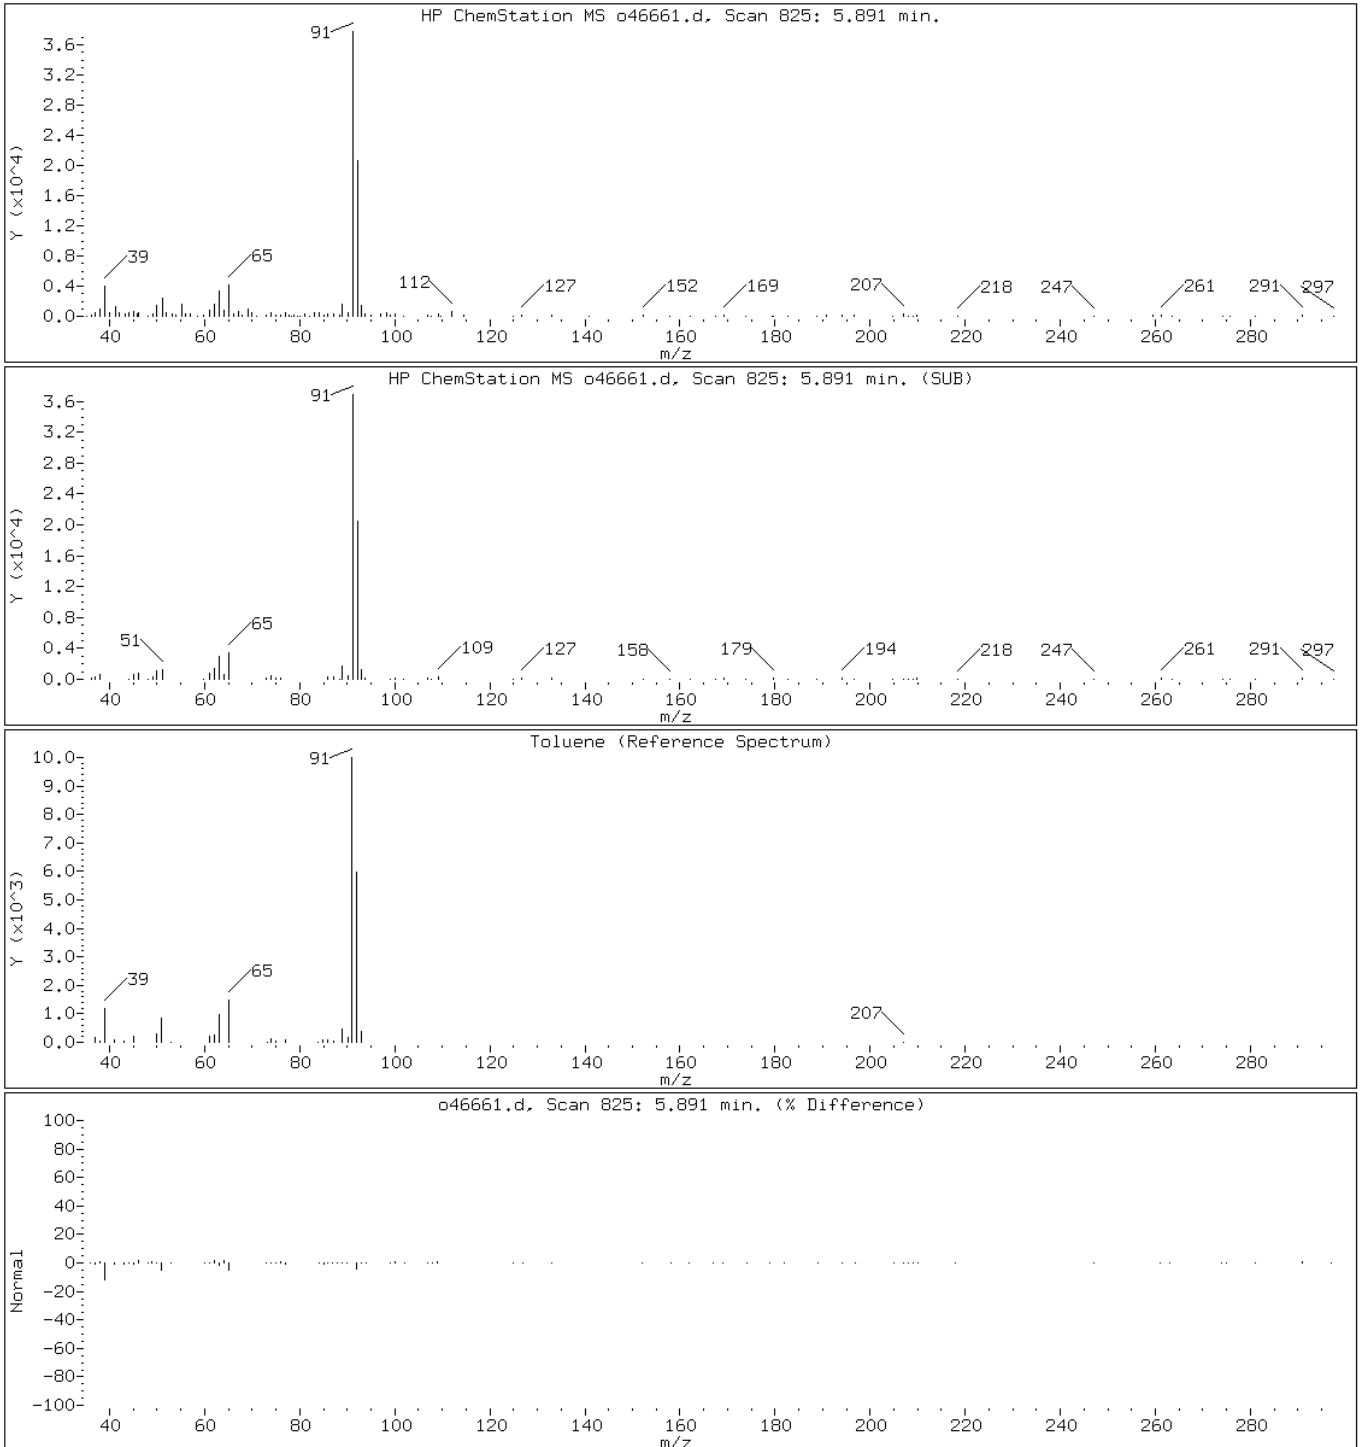 HP ChemStation MS o46661.d, Scan 825: 5.891 min.
91
3.6
3.2
2.8
2.4
2.0
1.6
1.2
0.8
0.4
0.0
Y (x10^4)
39 65 112 127 152 169 207 218 247 261 291 297
40 60 80 100 120 140 160 180 200 220 240 260 280
m/z
HP ChemStation MS o46661.d, Scan 825: 5.891 min. (SUB)
91
3.6
3.2
2.8
2.4
2.0
1.6
1.2
0.8
0.4
0.0
Y (x10^4)
51 65 109 127 158 179 194 218 247 261 291 297
40 60 80 100 120 140 160 180 200 220 240 260 280
m/z
Toluene (Reference Spectrum)
91
10.0
9.0
8.0
7.0
6.0
5.0
4.0
3.0
2.0
1.0
0.0
Y (x10^3)
39 65 207
40 60 80 100 120 140 160 180 200 220 240 260 280
m/z
o46661.d, Scan 825: 5.891 min. (% Difference)
100
80
60
40
20
0
-20
-40
-60
-80
-100
Normal
40 60 80 100 120 140 160 180 200 220 240 260 280
m/z